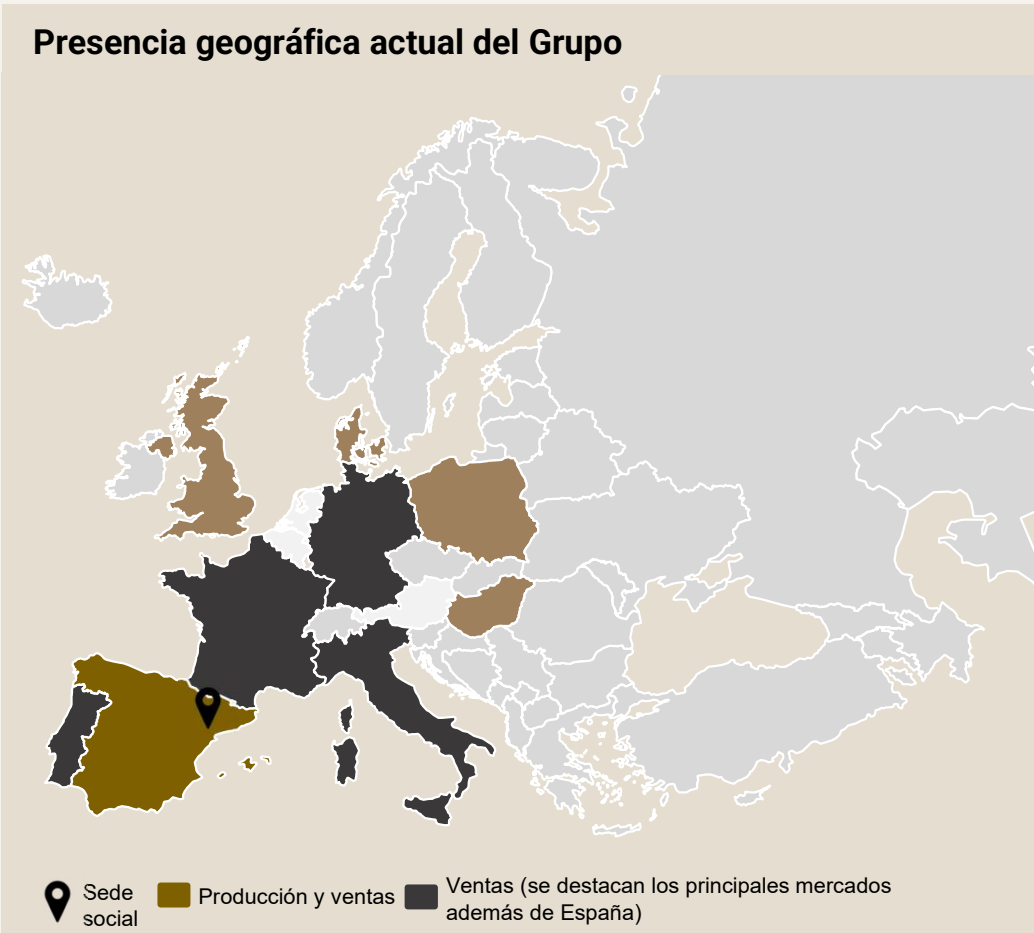 Presencia geográfica actual del Grupo
Sede
social
Producción y ventas
Ventas (se destacan los principales mercados
además de España)